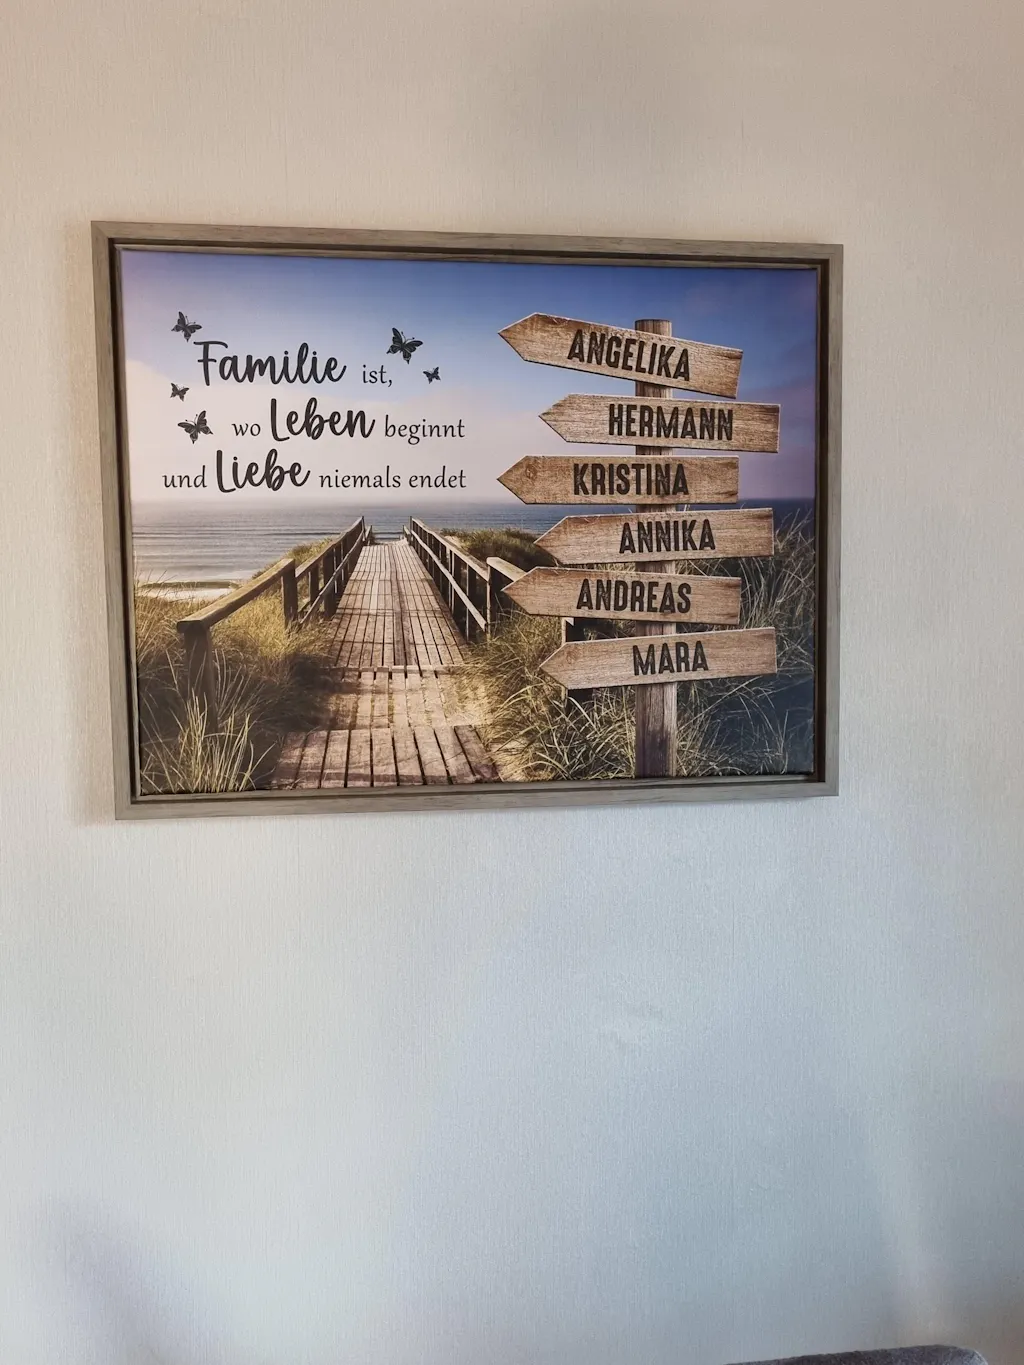 Familie ist,
wo Leben beginnt
und Liebe niemals endet
ANGELIKA
HERMANN
KRISTINA
ANNIKA
ANDREAS
MARA